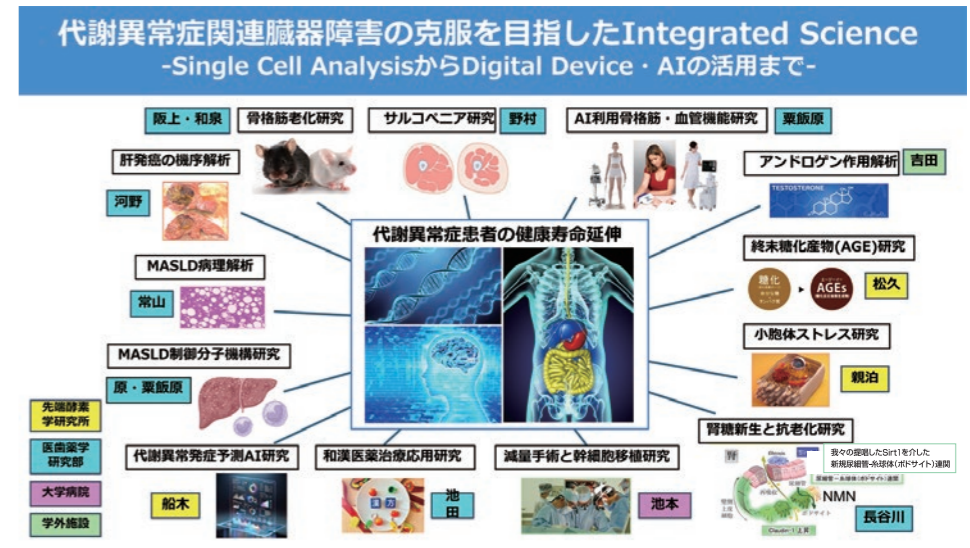 代謝異常症関連臓器障害の克服を目指したIntegrated Science
-Single Cell AnalysisからDigital Device・AIの活用まで-
阪上・和泉
骨格筋老化研究
サルコペニア研究
野村
AI利用骨格筋・血管機能研究
粟飯原
肝発癌の機序解析
河野
アンドロゲン作用解析
吉田
TESTOSTERONE
代謝異常症患者の健康寿命延伸
終末糖化産物(AGE)研究
糖化
AGEs
松久
MASLD病理解析
常山
小胞体ストレス研究
親泊
MASLD制御分子機構研究
原・粟飯原
腎糖新生と抗老化研究
我々の提唱したSirt1を介した
新規尿細管-糸球体(ポドサイト)連関
NMN
ポドサイト
Claudin-1上昇
長谷川
先端酵素
学研究所
医歯薬学
研究部
大学病院
学外施設
代謝異常発症予測AI研究
船木
和漢医薬治療応用研究
漢方
池
田
減量手術と幹細胞移植研究
池本